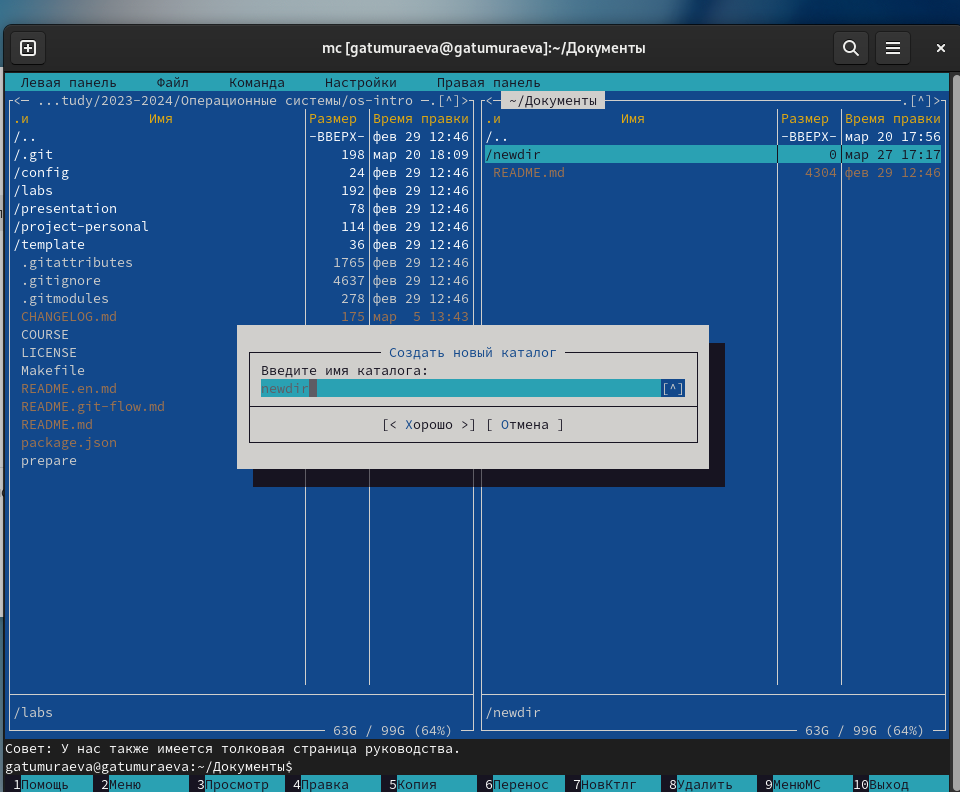 mc [gatumuraeva@gatumuraeva]:~/Документы
Левая панель Файл Команда Настройки Правая панель
<— ...tudy/2023-2024/Операционные системы/os-intro —.[^]>
.и Имя Размер Время правки
/.. -ВВЕРХ- фев 29 12:46
/.git 198 мар 20 18:09
/config 24 фев 29 12:46
/labs 192 фев 29 12:46
/presentation 78 фев 29 12:46
/project-personal 114 фев 29 12:46
/template 36 фев 29 12:46
.gitattributes 1765 фев 29 12:46
.gitignore 4637 фев 29 12:46
.gitmodules 278 фев 29 12:46
CHANGELOG.md 175 мар 5 13:43
COURSE
LICENSE
Makefile
README.en.md
README.git-flow.md
README.md
package.json
prepare
/labs
63G / 99G (64%)
<— ~/Документы .[^]>
.и Имя Размер Время правки
/.. -ВВЕРХ- мар 20 17:56
/newdir 0 мар 27 17:17
README.md 4304 фев 29 12:46
/newdir
63G / 99G (64%)
Создать новый каталог
Введите имя каталога:
newdir [^]
[< Хорошо >] [ Отмена ]
Совет: У нас также имеется толковая страница руководства.
gatumuraeva@gatumuraeva:~/Документы$
1Помощь 2Меню 3Просмотр 4Правка 5Копия 6Перенос 7НовКтлг 8Удалить 9МенюMC 10Выход